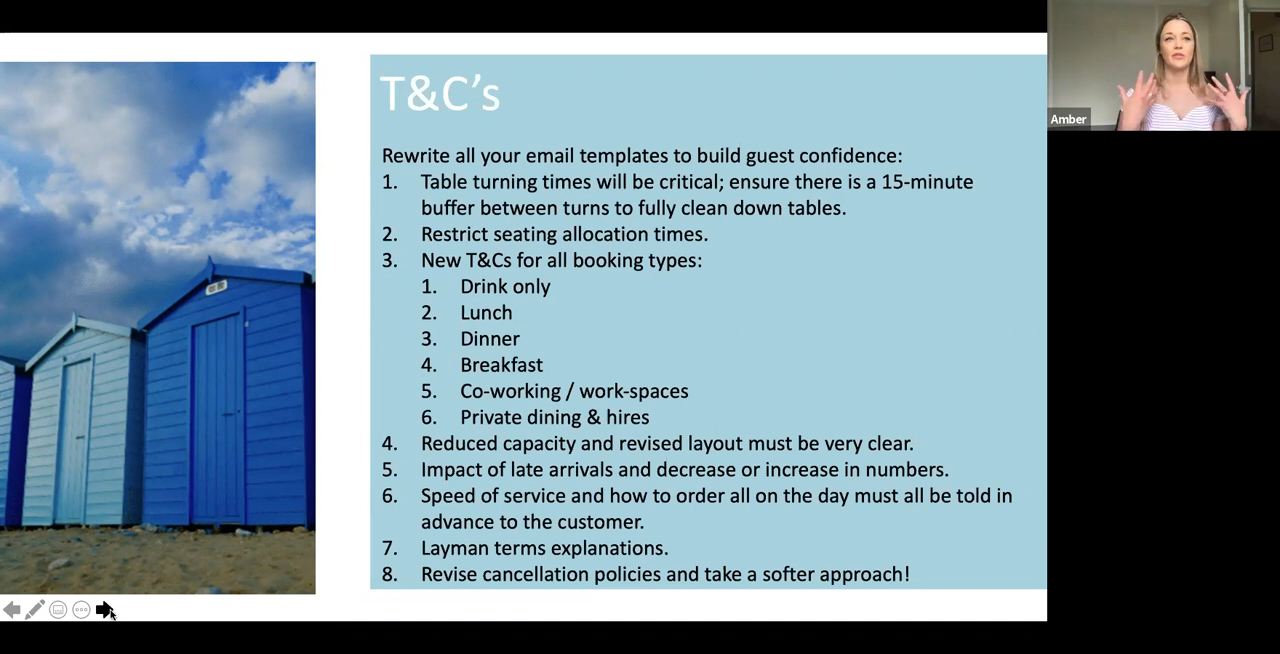 T&C's
Rewrite all your email templates to build guest confidence:
1. Table turning times will be critical; ensure there is a 15-minute
buffer between turns to fully clean down tables.
2. Restrict seating allocation times.
3. New T&Cs for all booking types:
1. Drink only
2. Lunch
3. Dinner
4. Breakfast
5. Co-working / work-spaces
6. Private dining & hires
4. Reduced capacity and revised layout must be very clear.
5. Impact of late arrivals and decrease or increase in numbers.
6. Speed of service and how to order all on the day must all be told in
advance to the customer.
7. Layman terms explanations.
8. Revise cancellation policies and take a softer approach!
Amber